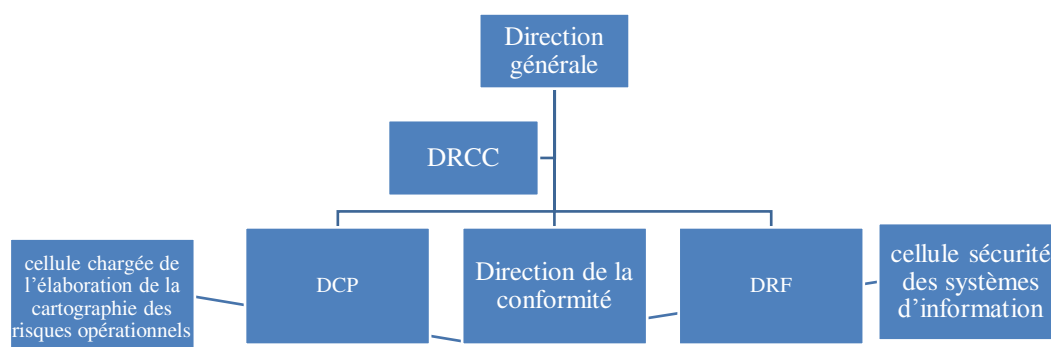 Direction
générale
DRCC
cellule chargée de
l’élaboration de la
cartographie des
risques opérationnels
DCP
Direction de la
conformité
DRF
cellule sécurité
des systèmes
d’information